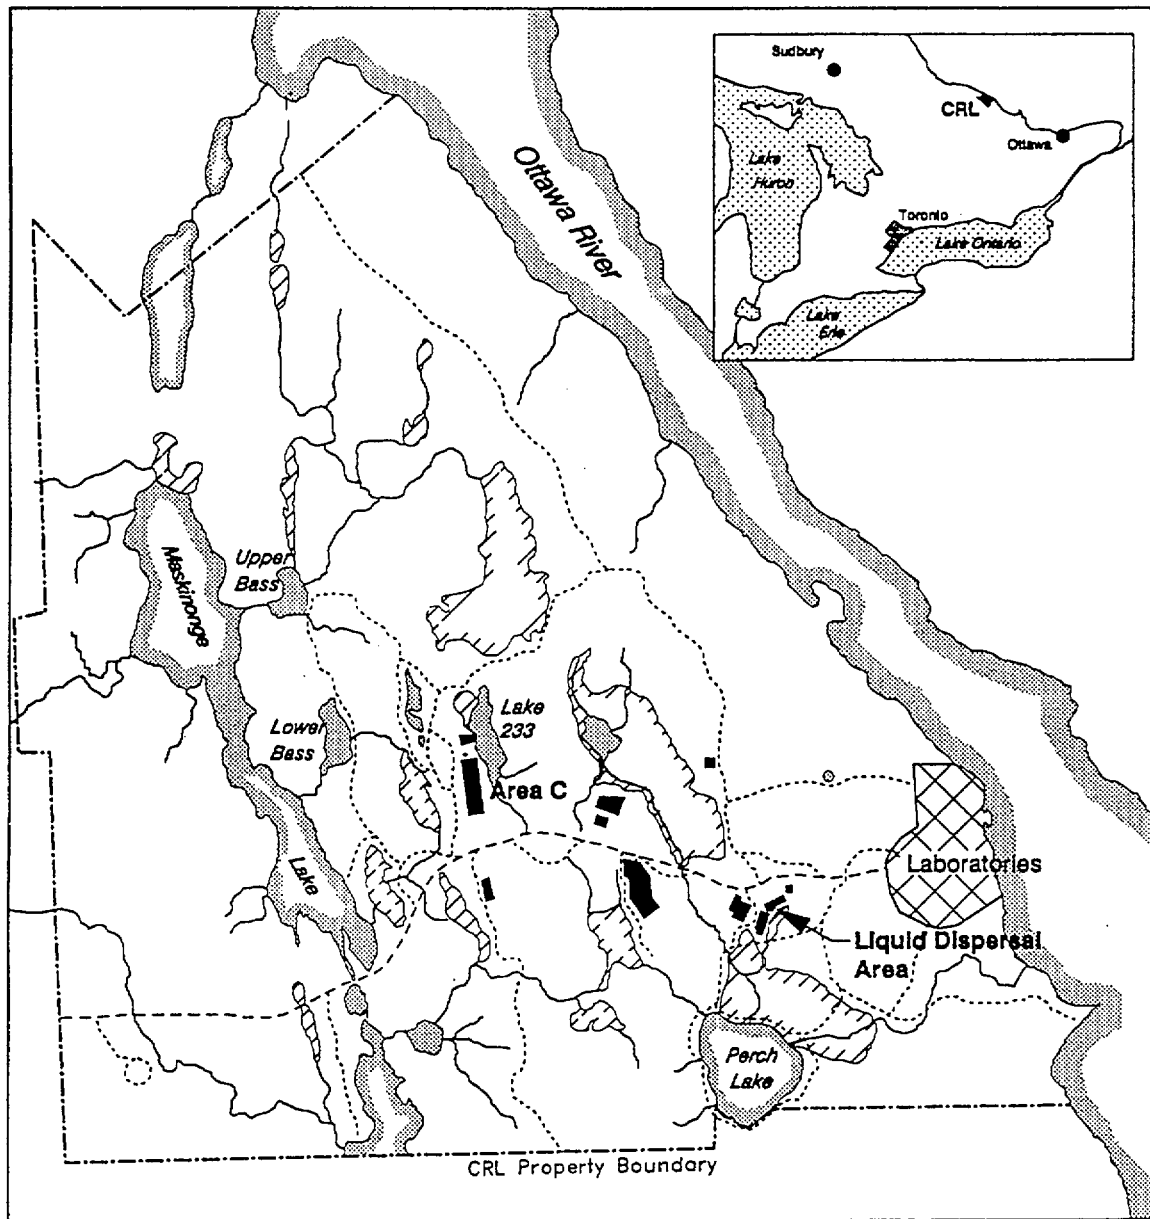 Sudbury
CRL
Ottawa
Lake
Huron
Toronto
Lake Ontario
Lake
Erie
Ottawa River
Maskinonge
Upper
Bass
Lake
233
Lower
Bass
Area C
Lake
Laboratories
Liquid Dispersal
Area
Perch
Lake
CRL Property Boundary